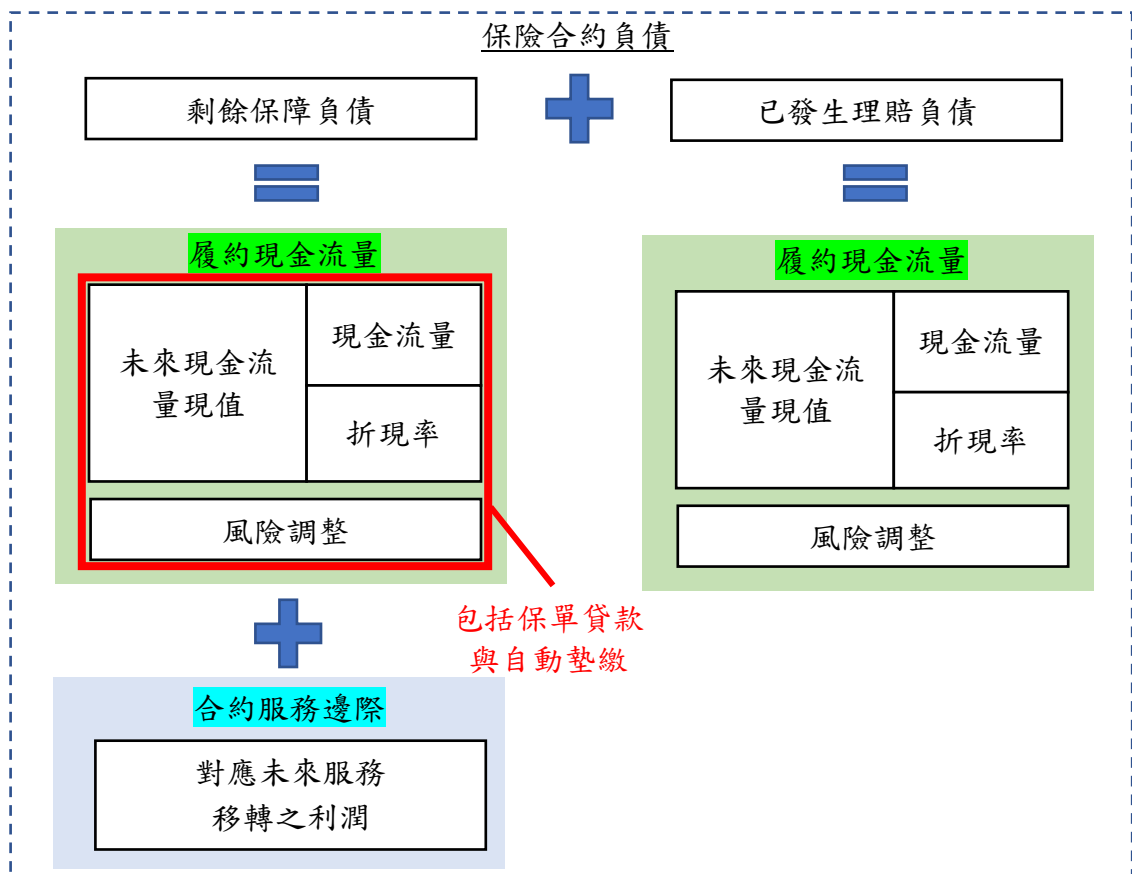 保險合約負債
剩餘保障負債
已發生理賠負債
履約現金流量
未來現金流
量現值
現金流量
折現率
風險調整
包括保單貸款
與自動墊繳
合約服務邊際
對應未來服務
移轉之利潤
履約現金流量
未來現金流
量現值
現金流量
折現率
風險調整